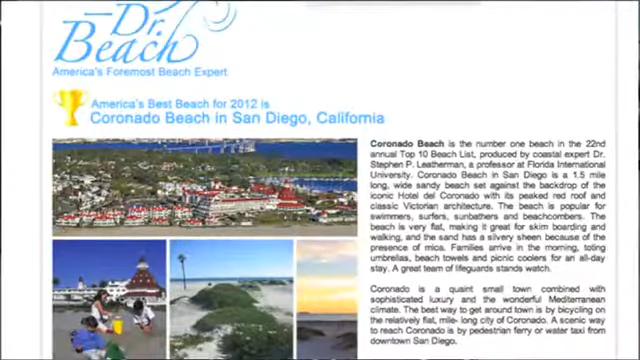 Dr.
Beach
America's Foremost Beach Expert
America's Best Beach for 2012 is
Coronado Beach in San Diego, California
Coronado Beach is the number one beach in the 22nd
annual Top 10 Beach List, produced by coastal expert Dr.
Stephen P. Leatherman, a professor at Florida International
University. Coronado Beach in San Diego is a 1.5 mile
long, wide sandy beach set against the backdrop of the
iconic Hotel del Coronado with its peaked red roof and
classic Victorian architecture. The beach is popular for
swimmers, surfers, sunbathers and beachcombers. The
beach is very flat, making it great for skim boarding and
walking, and the sand has a silvery sheen because of the
presence of mica. Families arrive in the morning, toting
umbrellas, beach towels and picnic coolers for an all-day
stay. A great team of lifeguards stands watch.
Coronado is a quaint small town combined with
sophisticated luxury and the wonderful Mediterranean
climate. The best way to get around town is by bicycling on
the relatively flat, mile- long city of Coronado. A scenic way
to reach Coronado is by pedestrian ferry or water taxi from
downtown San Diego.